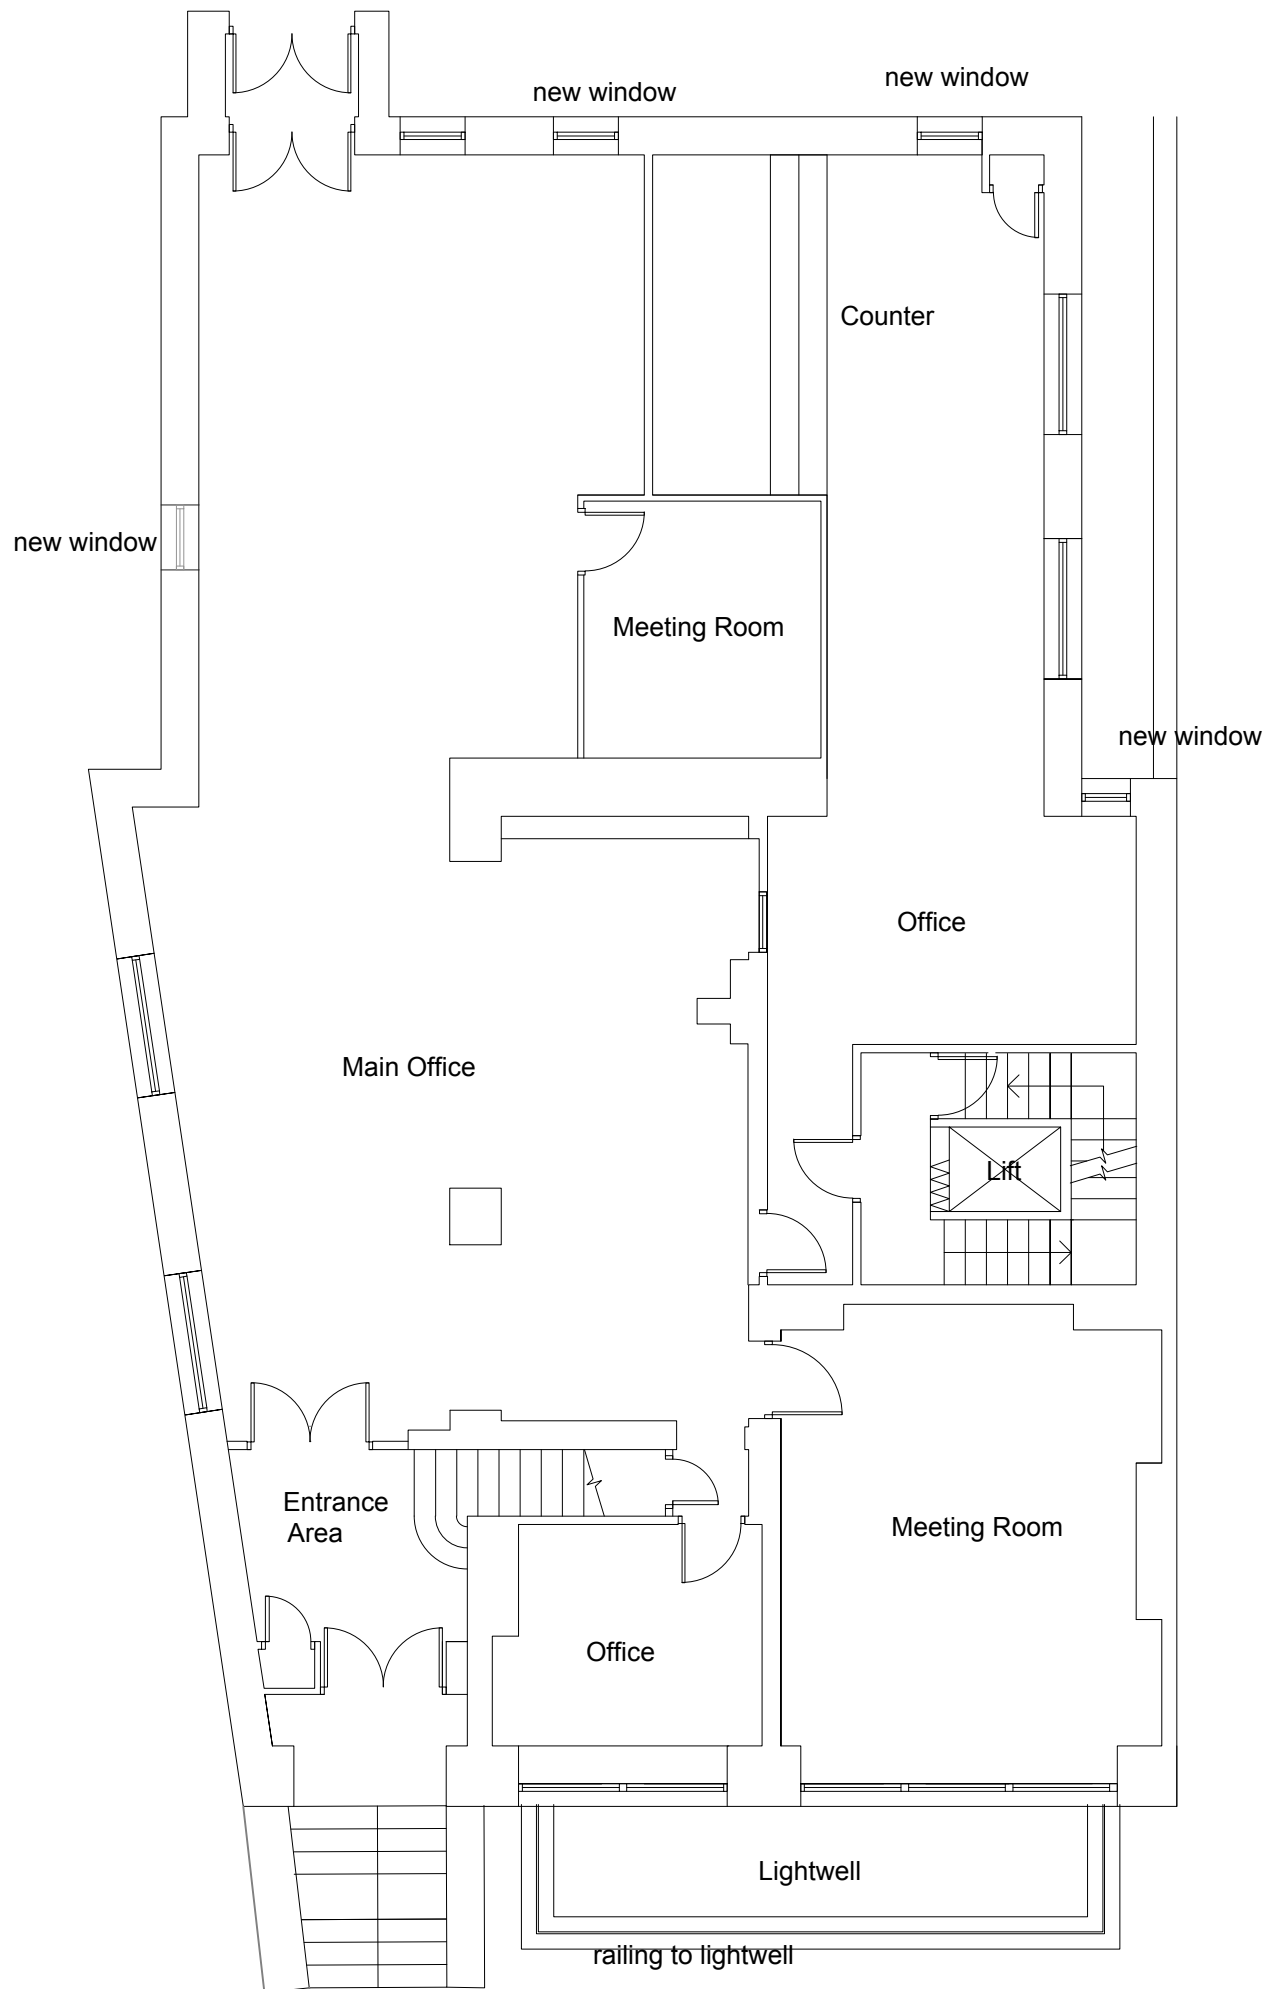 new window
new window
Counter
new window
Meeting Room
new window
Office
Main Office
Lift
Entrance
Area
Meeting Room
Office
Lightwell
railing to lightwell